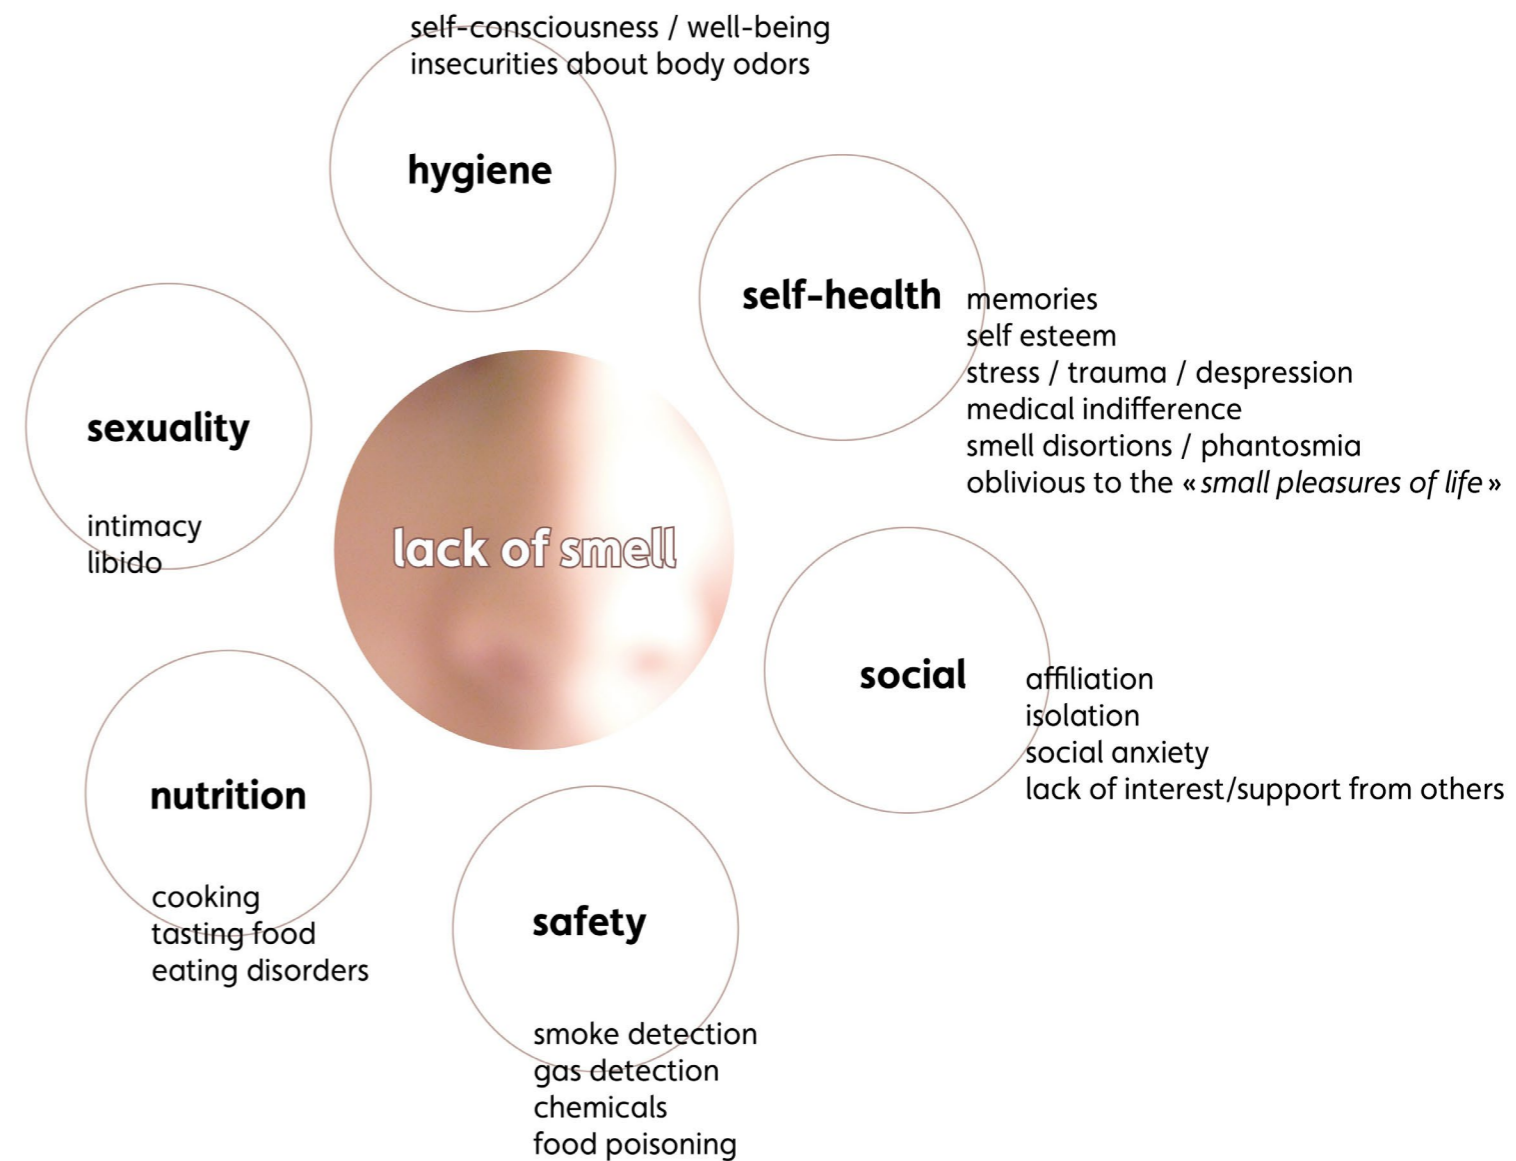 self-consciousness / well-being
insecurities about body odors
hygiene
self-health
memories
self esteem
stress / trauma / despression
medical indifference
smell disortions / phantosmia
oblivious to the « small pleasures of life »
sexuality
intimacy
libido
lack of smell
social
affiliation
isolation
social anxiety
lack of interest/support from others
nutrition
cooking
tasting food
eating disorders
safety
smoke detection
gas detection
chemicals
food poisoning